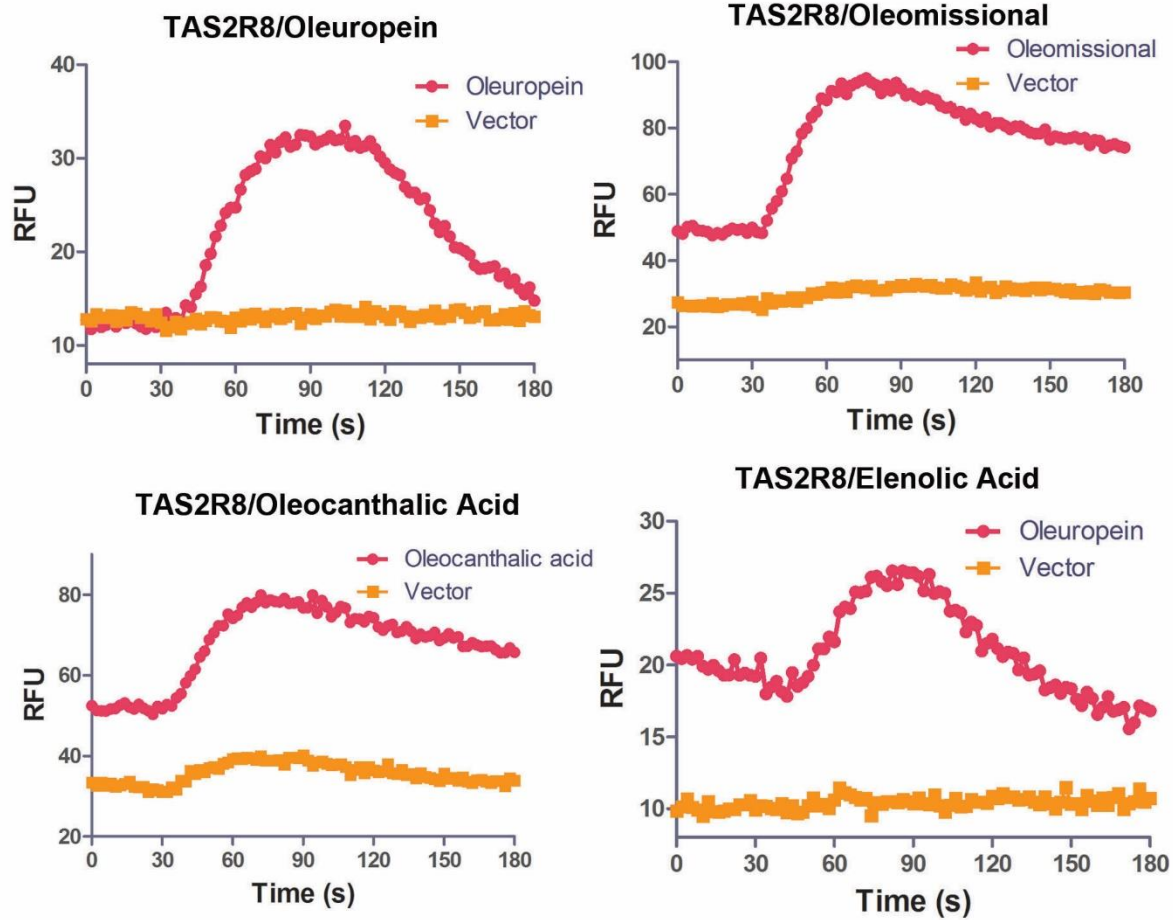 TAS2R8/Oleuropein
Oleuropein
Vector
40
30
20
10
RFU
0 30 60 90 120 150 180
Time (s)
TAS2R8/Oleomissional
Oleomissional
Vector
100
80
60
40
20
RFU
0 30 60 90 120 150 180
Time (s)
TAS2R8/Oleocanthalic Acid
Oleocanthalic acid
Vector
80
60
40
20
RFU
0 30 60 90 120 150 180
Time (s)
TAS2R8/Elenolic Acid
Oleuropein
Vector
30
25
20
15
10
RFU
0 30 60 90 120 150 180
Time (s)